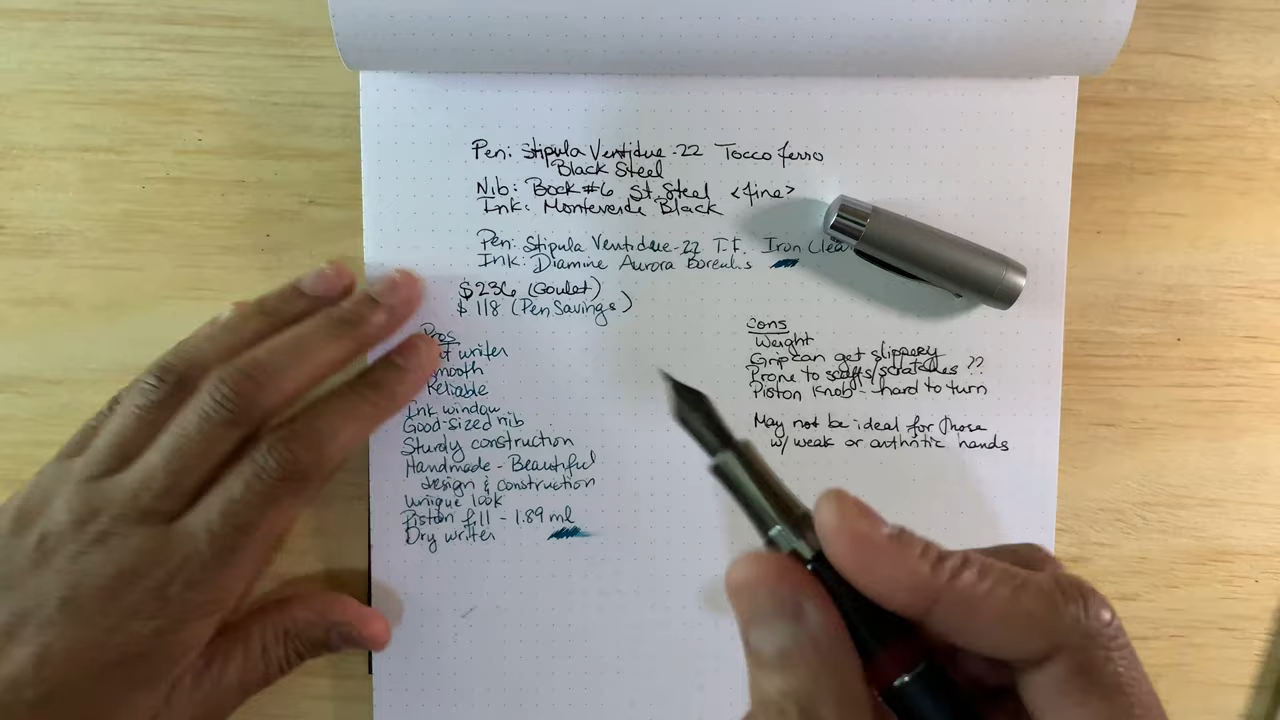 Pen: Stipula Ventidue-22 Tocco Ferro
Black Steel
Nib: Bock #6 St. Steel <fine>
Ink: Monteverde Black
Pen: Stipula Ventidue-22 T.F. Iron
Ink: Diamine Aurora Borealis
$236 (Goulet)
$118 (Pen Savings)
Pros
writer
Reliable
Ink window
Good-sized nib
Sturdy construction
Handmade - Beautiful
design & construction
Unique look
Piston fill - 1.89 ml
Dry writer
Cons
Weight
Grip can get slippery
Prone to scuffs/scratches ??
Piston Knob - hard to turn
May not be ideal for those
w/ weak or arthritic hands